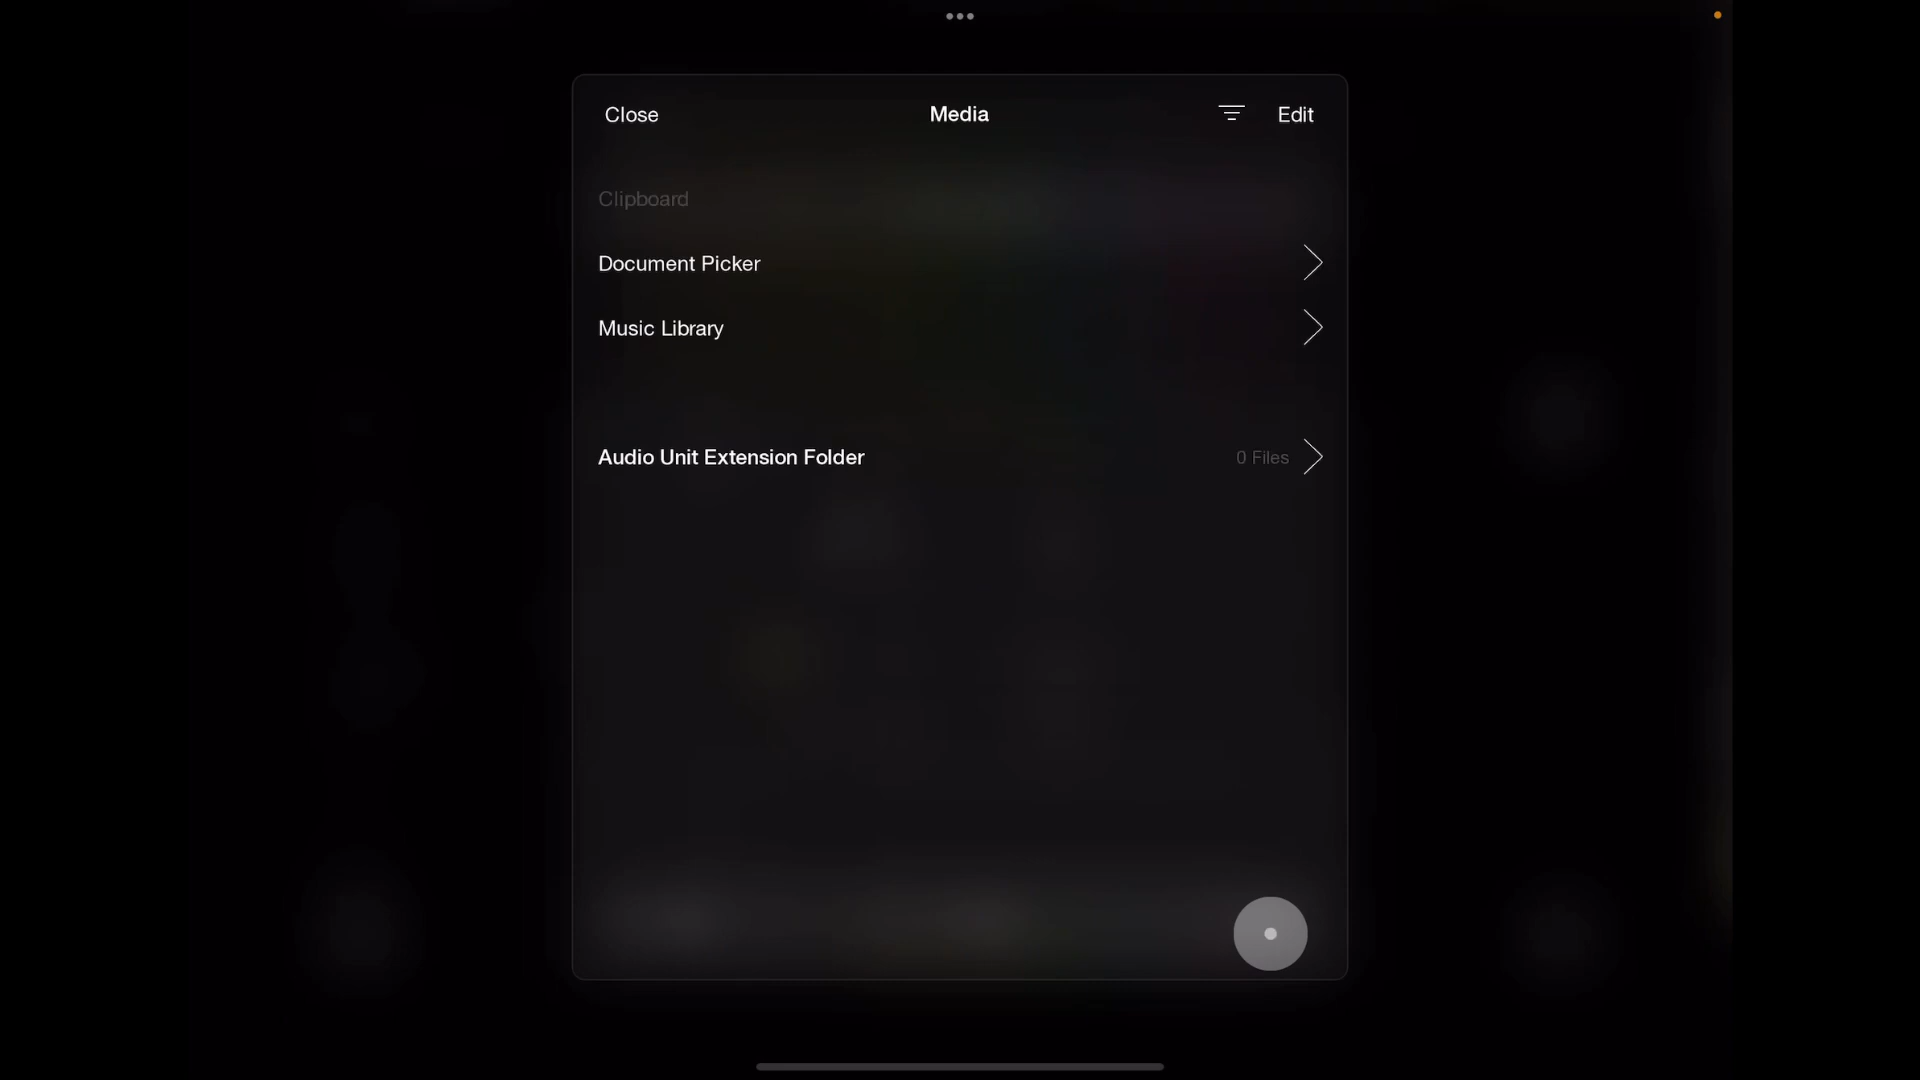 Close Media Edit
Clipboard
Document Picker
Music Library
Audio Unit Extension Folder 0 Files